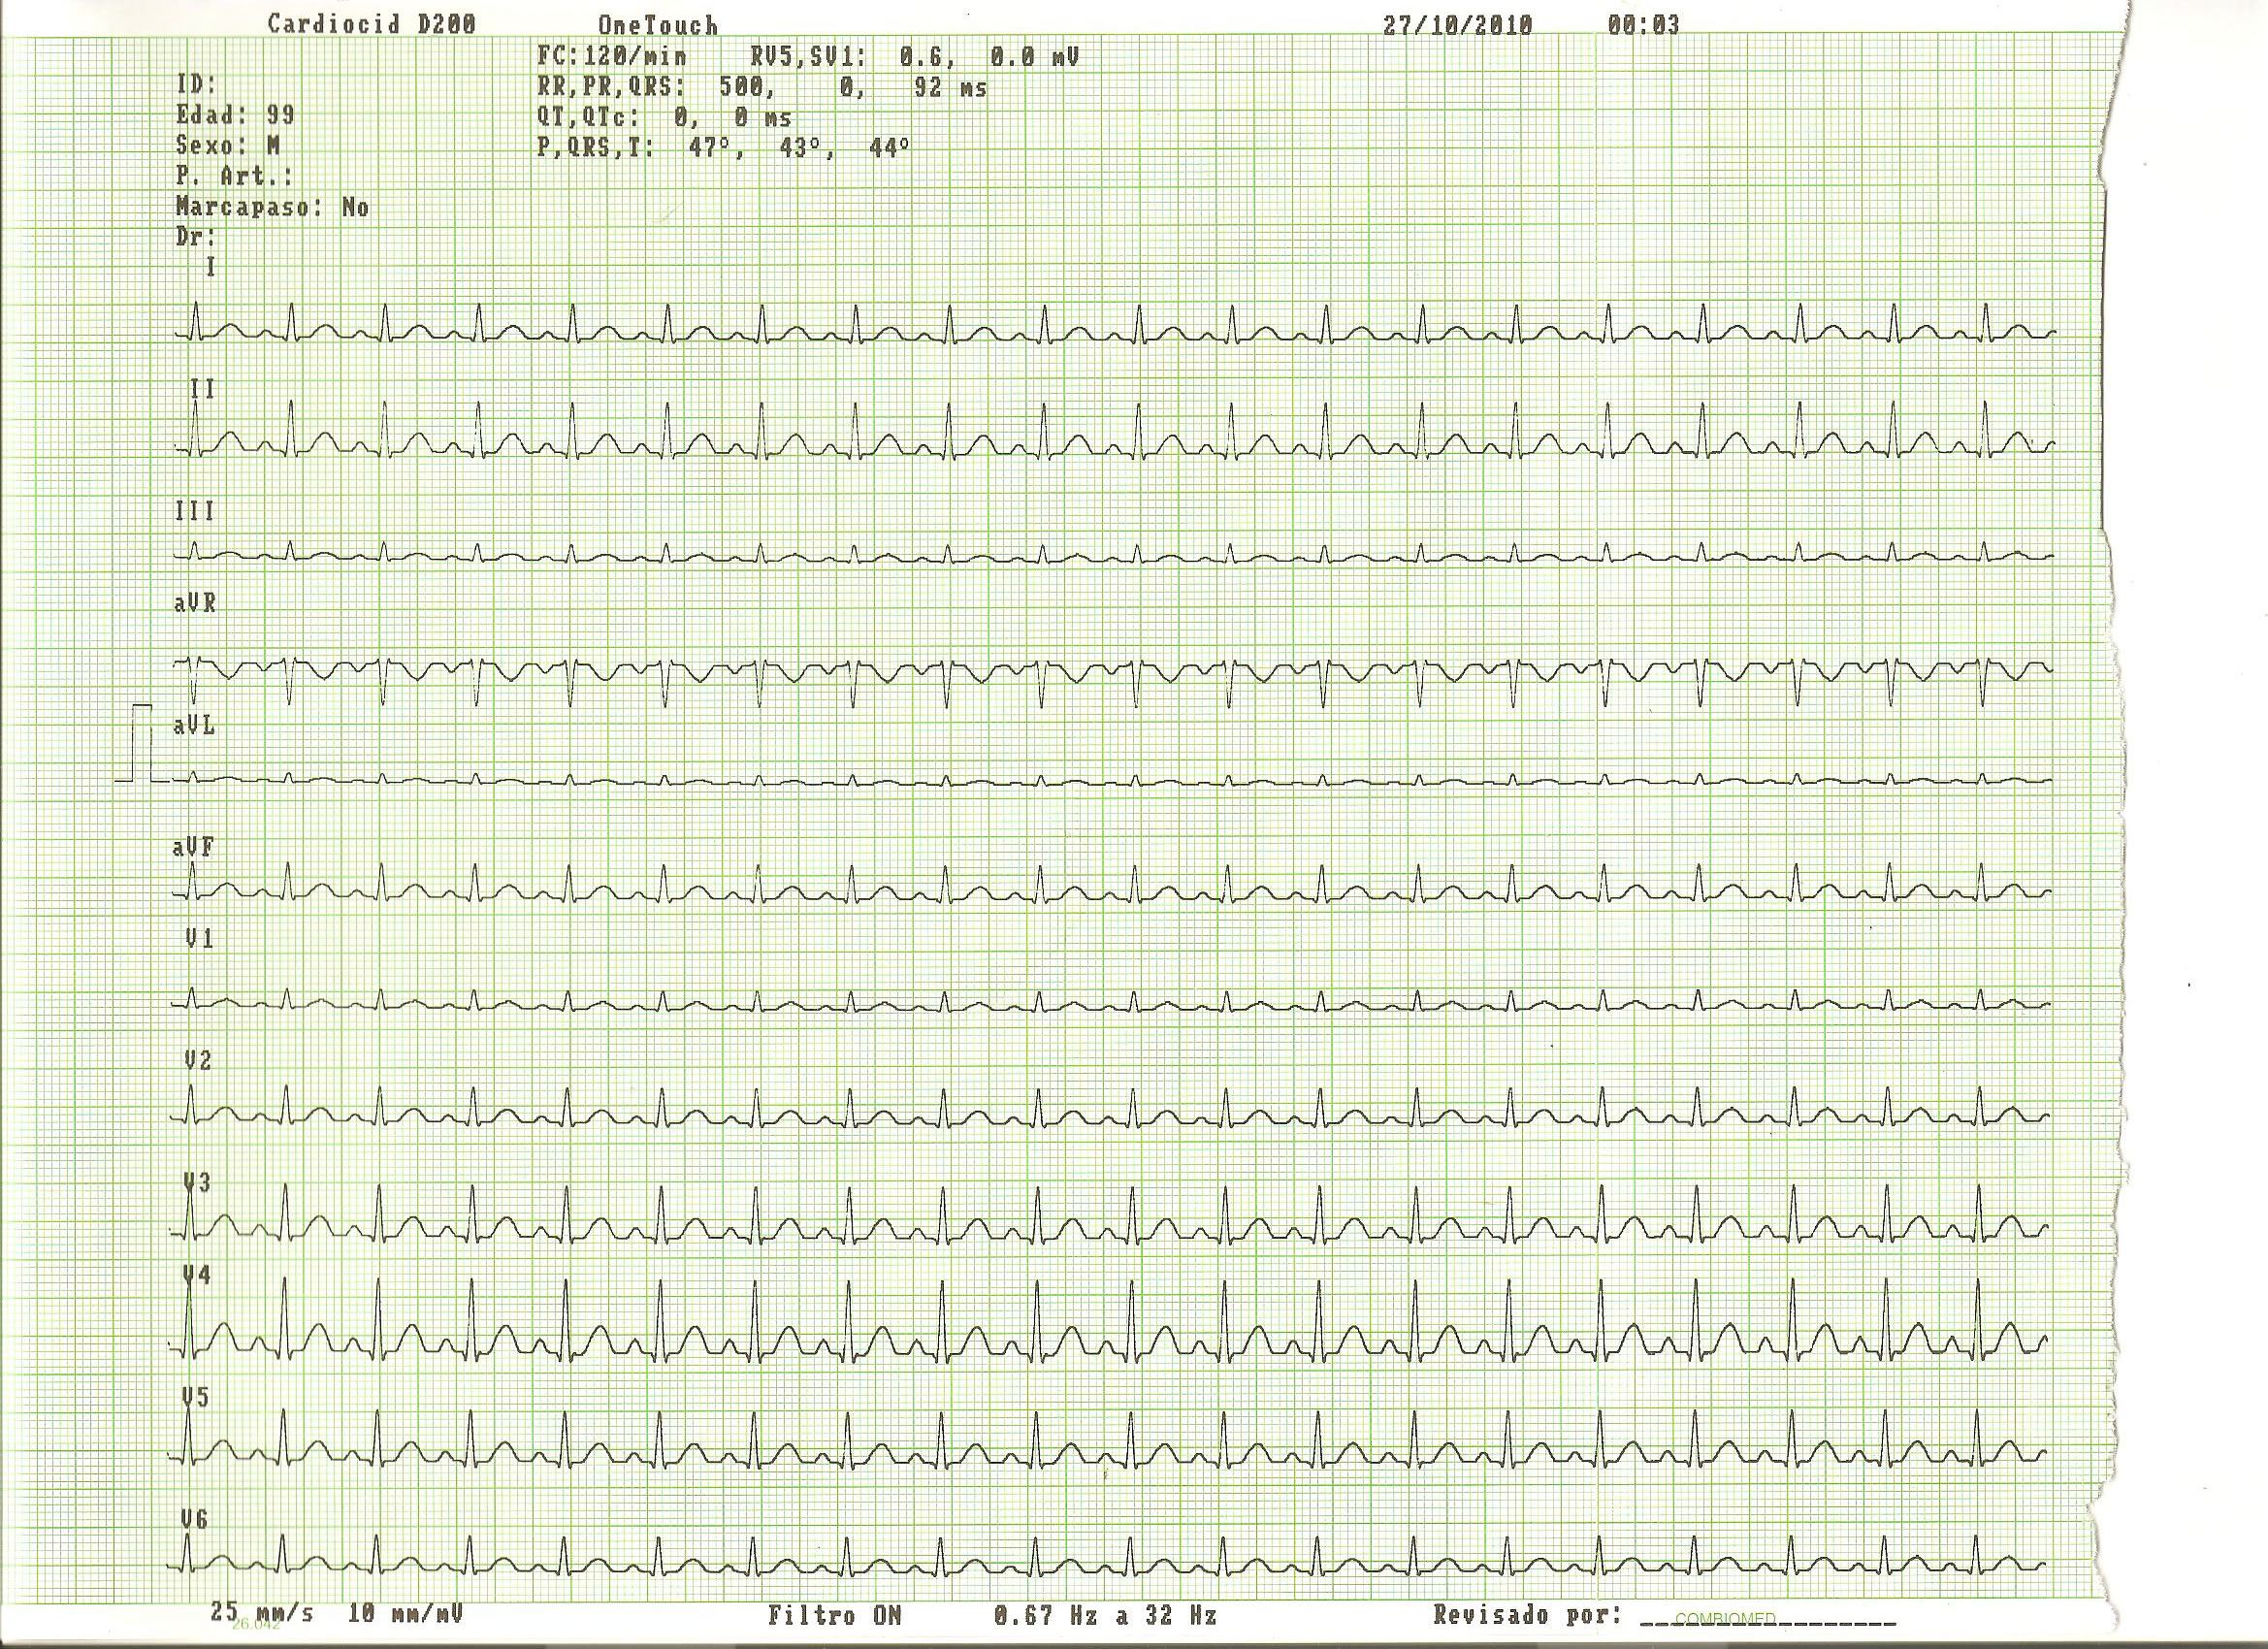 Cardiocid D200 OneTouch 27/10/2010 00:03
FC:120/min RV5,SV1: 0.6, 0.0 mV
ID: RR,PR,QRS: 500, 0, 92 ms
Edad: 99 QT,QTc: 0, 0 ms
Sexo: M P,QRS,T: 47°, 43°, 44°
P. Art.:
Marcapaso: No
Dr:
I
II
III
aVR
aVL
aVF
V1
V2
V3
V4
V5
V6
25 mm/s 10 mm/mV Filtro ON 0.67 Hz a 32 Hz Revisado por: COMBIOMED
26.042